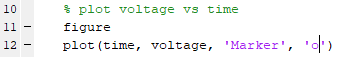 10 % plot voltage vs time
11 – figure
12 – plot(time, voltage, 'Marker', 'o')